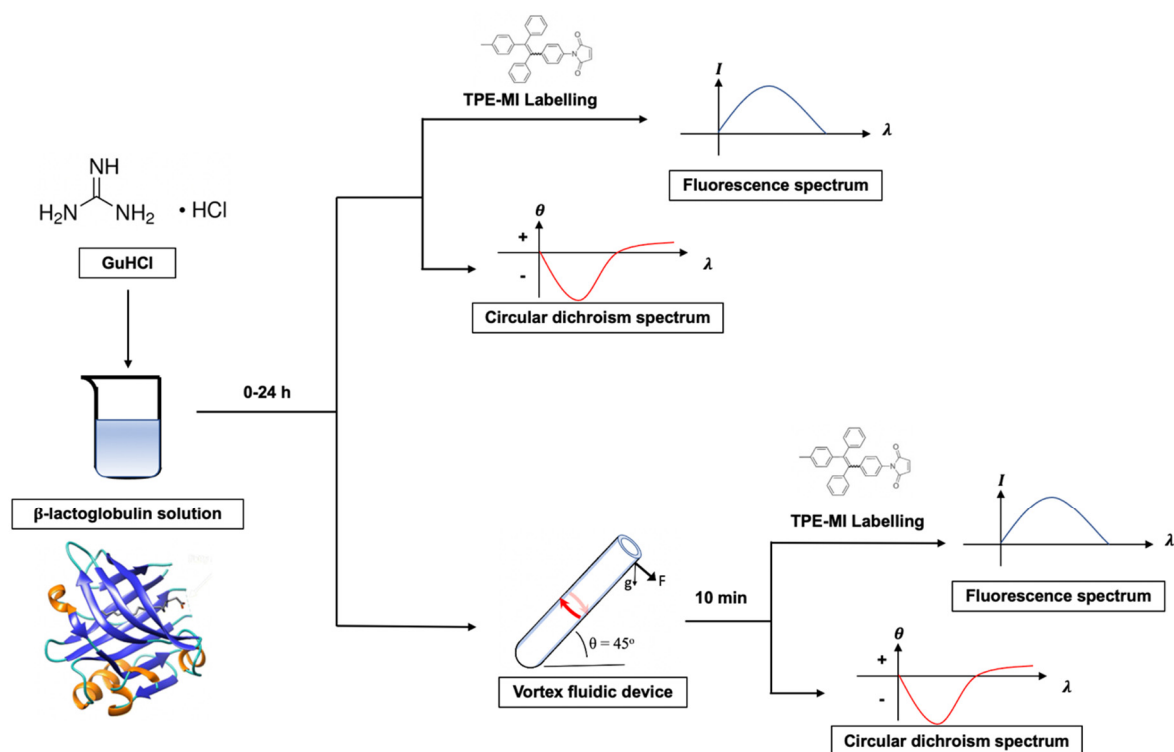 N
O
O
TPE-MI Labelling
I
λ
Fluorescence spectrum
NH
H₂N NH₂ • HCl
GuHCl
θ
+
-
λ
Circular dichroism spectrum
0-24 h
β-lactoglobulin solution
N
O
O
TPE-MI Labelling
I
λ
Fluorescence spectrum
g F
θ = 45°
10 min
Vortex fluidic device
θ
+
-
λ
Circular dichroism spectrum